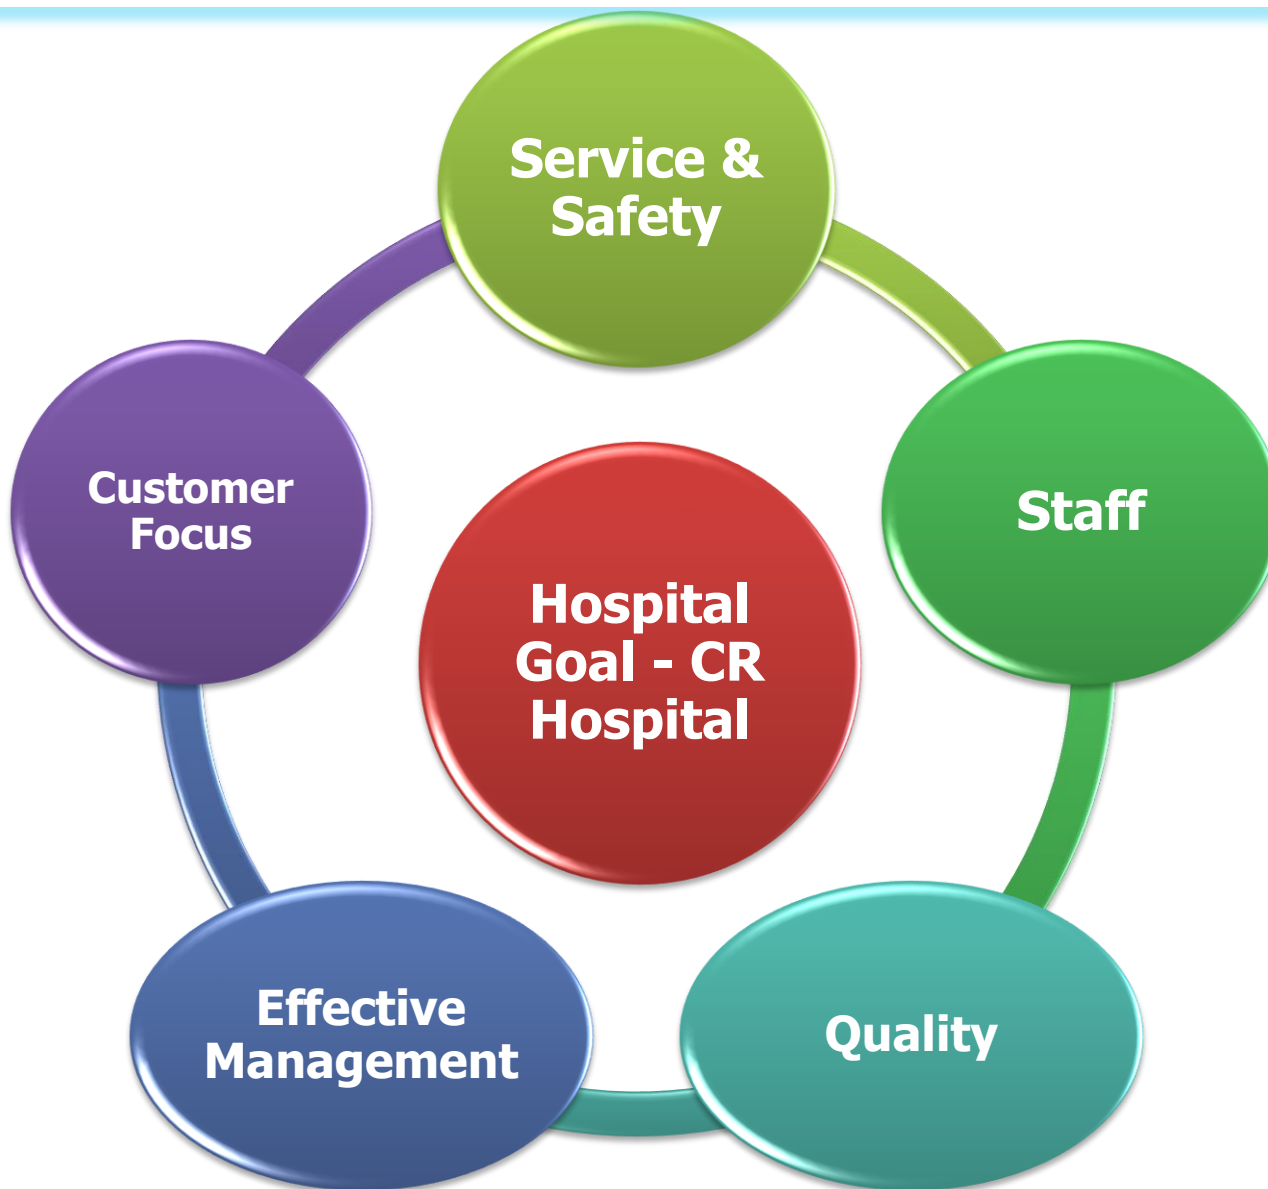 Service &
Safety
Staff
Quality
Effective
Management
Customer
Focus
Hospital
Goal - CR
Hospital